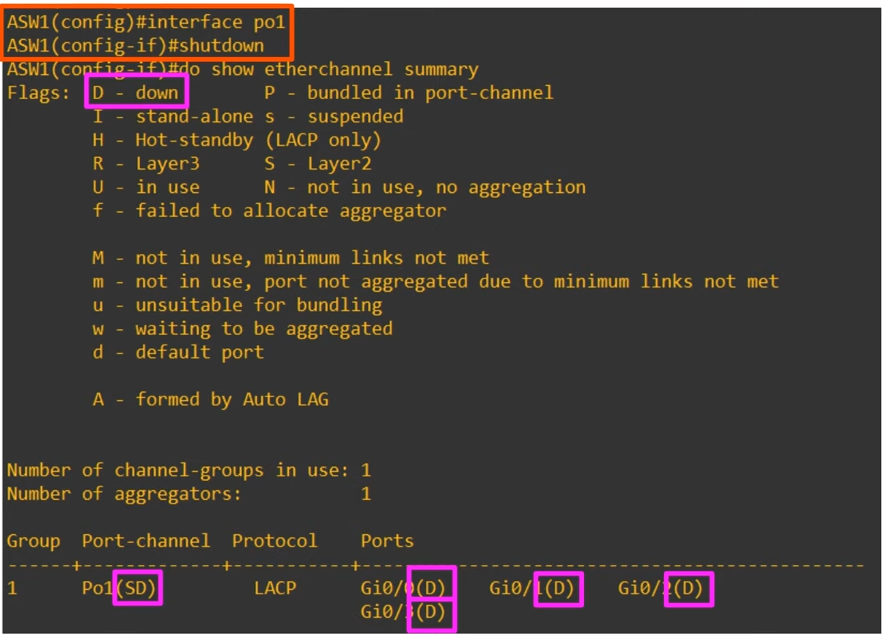 ASW1(config)#interface po1
ASW1(config-if)#shutdown
ASW1(config-if)#do show etherchannel summary
Flags:  D - down        P - bundled in port-channel
        I - stand-alone s - suspended
        H - Hot-standby (LACP only)
        R - Layer3      S - Layer2
        U - in use      N - not in use, no aggregation
        f - failed to allocate aggregator
        M - not in use, minimum links not met
        m - not in use, port not aggregated due to minimum links not met
        u - unsuitable for bundling
        w - waiting to be aggregated
        d - default port
        A - formed by Auto LAG
Number of channel-groups in use: 1
Number of aggregators:           1
Group  Port-channel  Protocol    Ports
------+-------------+-----------+-----------------------------------------------
1      Po1(SD)         LACP      Gi0/0(D)    Gi0/1(D)    Gi0/2(D)
                                 Gi0/3(D)